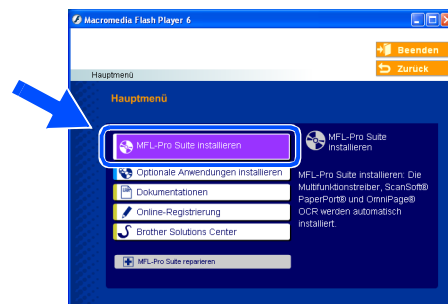 Macromedia Flash Player 6
Beenden
Zurück
Hauptmenü
Hauptmenü
MFL-Pro Suite installieren
Optionale Anwendungen installieren
Dokumentationen
Online-Registrierung
Brother Solutions Center
MFL-Pro Suite reparieren
MFL-Pro Suite
installieren
MFL-Pro Suite installieren: Die
Multifunktionstreiber, ScanSoft®
PaperPort® und OmniPage®
OCR werden automatisch
installiert.